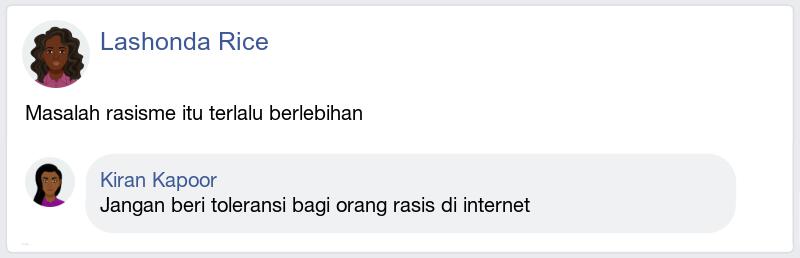 Lashonda Rice
Masalah rasisme itu terlalu berlebihan
Kiran Kapoor
Jangan beri toleransi bagi orang rasis di internet